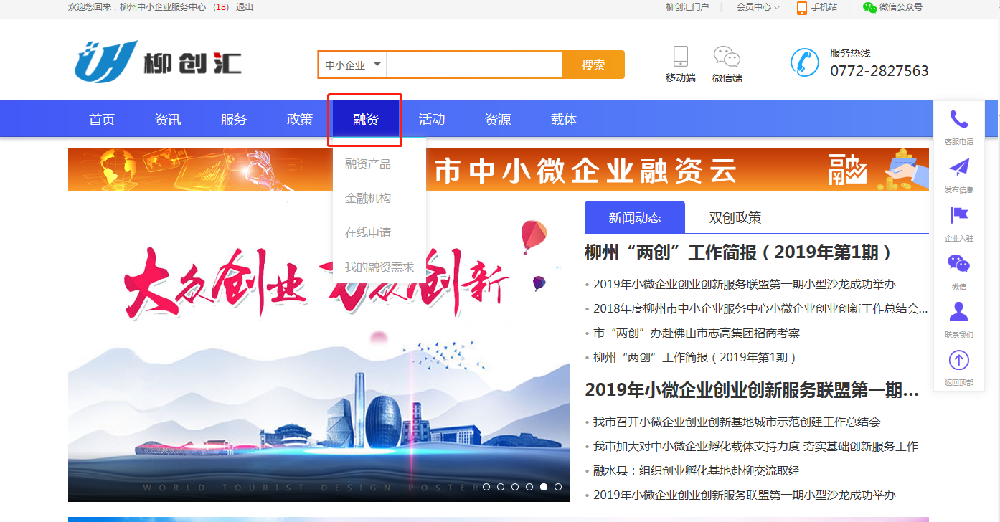 欢迎您回来，柳州中小企业服务中心 （18） 退出
柳创汇门户 会员中心 手机站 微信公众号
柳创汇
中小企业 搜索
移动端 微信端
服务热线
0772-2827563
首页 资讯 服务 政策 融资 活动 资源 载体
融资产品
金融机构
在线申请
我的融资需求
市中小微企业融资云
大众创业 万众创新
WORLD TOURIST DESIGN POSTER
新闻动态 双创政策
柳州“两创”工作简报（2019年第1期）
2019年小微企业创业创新服务联盟第一期小型沙龙成功举办
2018年度柳州市中小企业服务中心小微企业创业创新工作总结会...
市“两创”办赴佛山市志高集团招商考察
柳州“两创”工作简报（2019年第1期）
2019年小微企业创业创新服务联盟第一期...
我市召开小微企业创业创新基地城市示范创建工作总结会
我市加大对中小微企业孵化载体支持力度 夯实基础创新服务工作
融水县：组织创业孵化基地赴柳交流取经
2019年小微企业创业创新服务联盟第一期小型沙龙成功举办
客服电话
发布信息
企业入驻
微信
联系我们
返回顶部